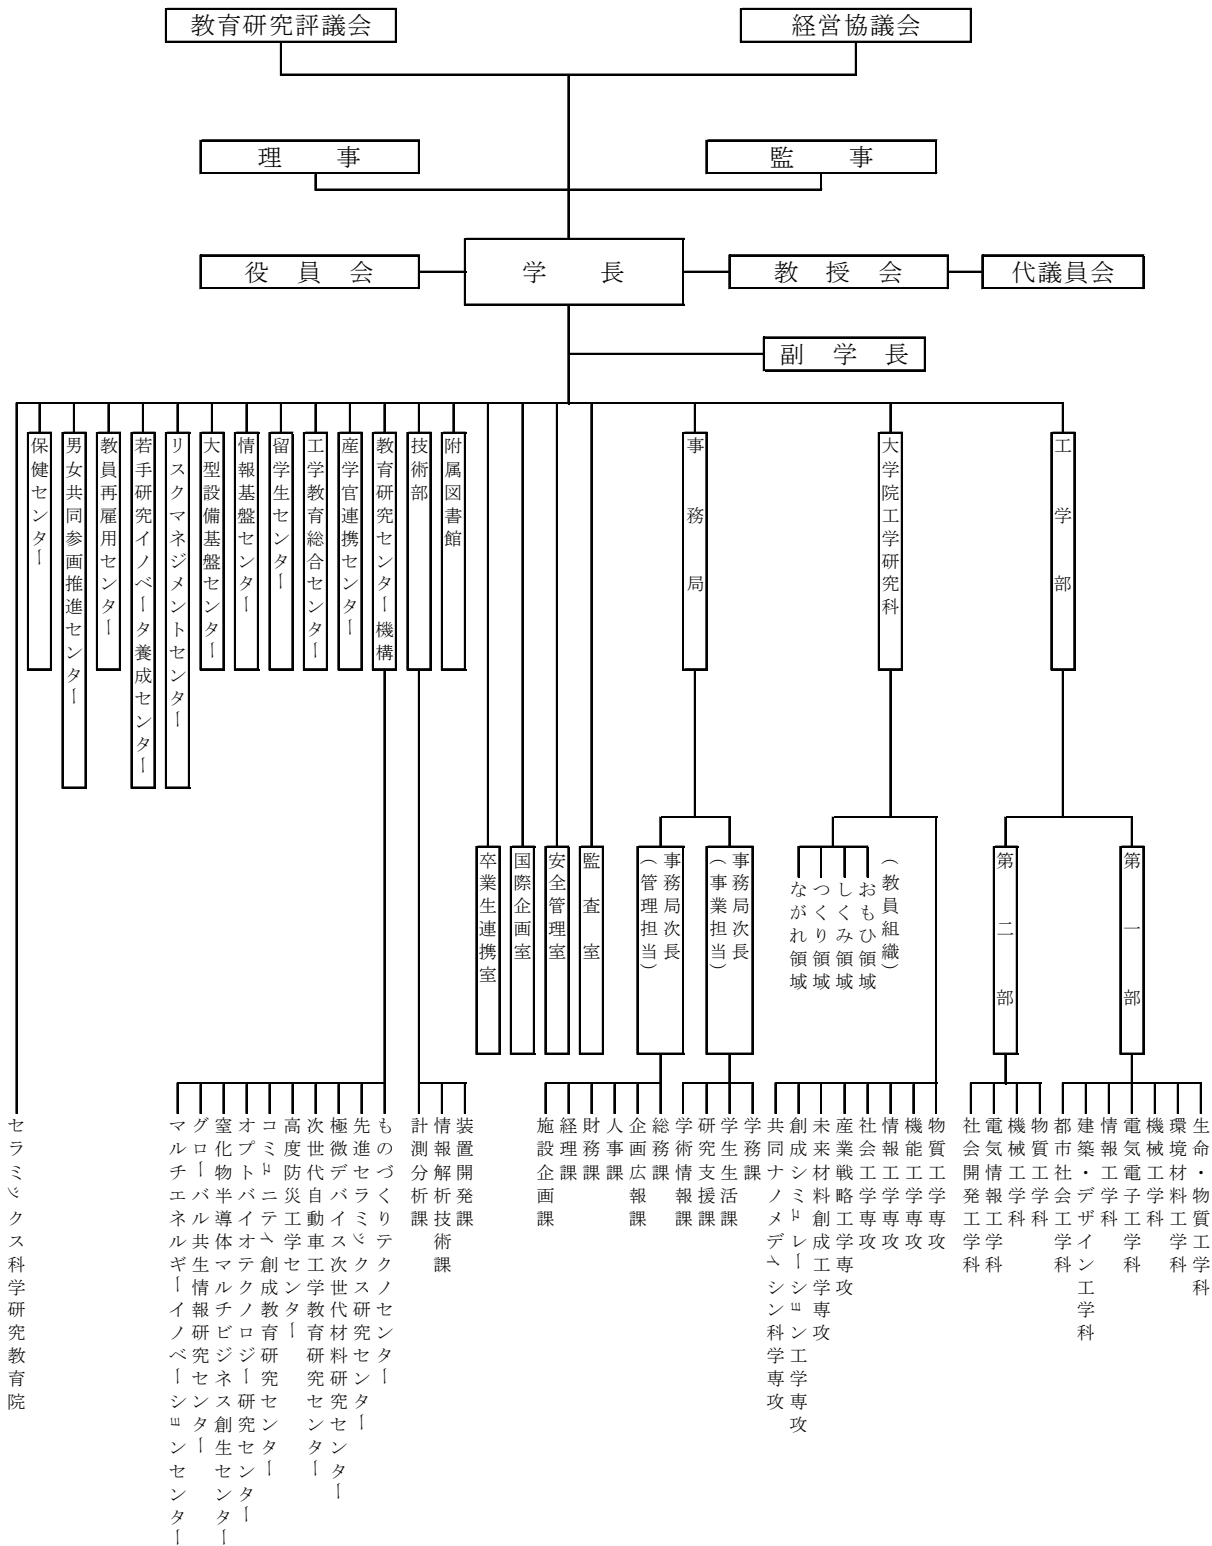 教育研究評議会
経営協議会
理事
監事
役員会
学長
教授会
代議員会
副学長
工学部
大学院工学研究科
事務局
附属図書館
技術部
教育研究センター機構
産学官連携センター
工学教育総合センター
留学生センター
情報基盤センター
大型設備基盤センター
リスクマネジメントセンター
若手研究イノベータ養成センター
教員再雇用センター
男女共同参画推進センター
保健センター
第一部
第二部
(教員組織)
おもひ領域
しくみ領域
つくり領域
ながれ領域
事務局次長
(事業担当)
事務局次長
(管理担当)
監査室
安全管理室
国際企画室
卒業生連携室
生命・物質工学科
環境材料工学科
機械工学科
電気電子工学科
情報工学科
建築・デザイン工学科
都市社会工学科
物質工学科
機械工学科
電気情報工学科
社会開発工学科
物質工学専攻
機能工学専攻
情報工学専攻
社会工学専攻
産業戦略工学専攻
未来材料創成工学専攻
創成シミュレーション工学専攻
共同ナノメディシン科学専攻
学務課
学生生活課
研究支援課
学術情報課
総務課
企画広報課
人事課
財務課
経理課
施設企画課
装置開発課
情報解析技術課
計測分析課
ものづくりテクノセンター
先進セラミックス研究センター
極微デバイス次世代材料研究センター
次世代自動車工学教育研究センター
高度防災工学センター
コミュニティ創成教育研究センター
オプトバイオテクノロジー研究センター
窒化物半導体マルチビジネス創生センター
グローバル共生情報研究センター
マルチエネルギーイノベーションセンター
セラミックス科学研究教育院